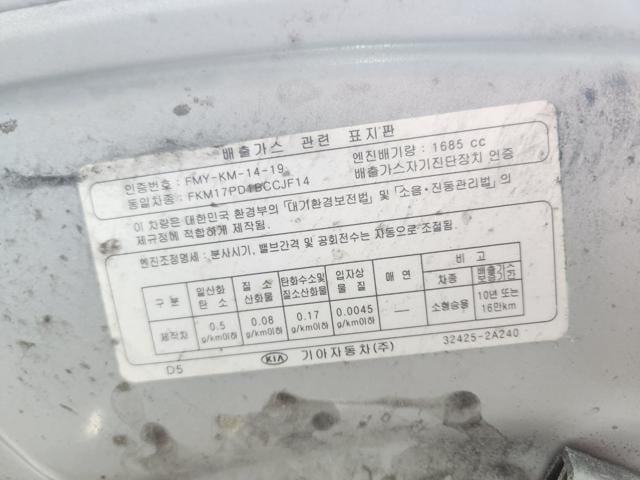 배출가스 관련 표지판
인증번호 : FMY-KM-14-19 엔진배기량 : 1685 cc
동일차종 : FKM17PD1BCCJF14 배출가스자기진단장치 인증
이 차량은 대한민국 환경부의 「대기환경보전법」 및 「소음·진동관리법」의
제규정에 적합하게 제작됨.
엔진조정명세 : 분사시기, 밸브간격 및 공회전수는 자동으로 조절됨.
구 분 일산화탄소 질 소산화물 탄화수소및질소산화물 입자상물 질 매 연 비 고
차종 배출가스보증기간
제작차 0.5g/km이하 0.08g/km이하 0.17g/km이하 0.0045g/km이하 — 소형승용 10년 또는16만km
D5 KIA 기아자동차(주) 32425-2A240